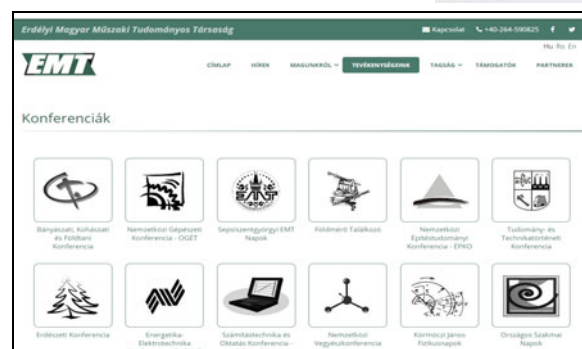 Erdélyi Magyar Műszaki Tudományos Társaság
Kapcsolat +40-264-590825
Hu Ro En
EMT
CÍMLAP HÍREK MAGUNKRÓL TEVÉKENYSÉGEINK TAGSÁG TÁMOGATÓK PARTNEREK
Konferenciák
EMT
Bányászati, Kohászati
és Földtani
Konferencia
Nemzetközi Gépészeti
Konferencia - OGÉT
Sepsiszentgyörgyi EMT
Napok
Földmérő Találkozó
Nemzetközi
Építéstudományi
Konferencia - ÉPKO
Tudomány- és
Technikatörténeti
Konferencia
Erdészeti Konferencia
Energetika-
Elektrotechnika
Számítástechnika és
Oktatás Konferencia -
Nemzetközi
Vegyészkonferencia
Körmöczi János
Fizikusnapok
Országos Szakmai
Napok